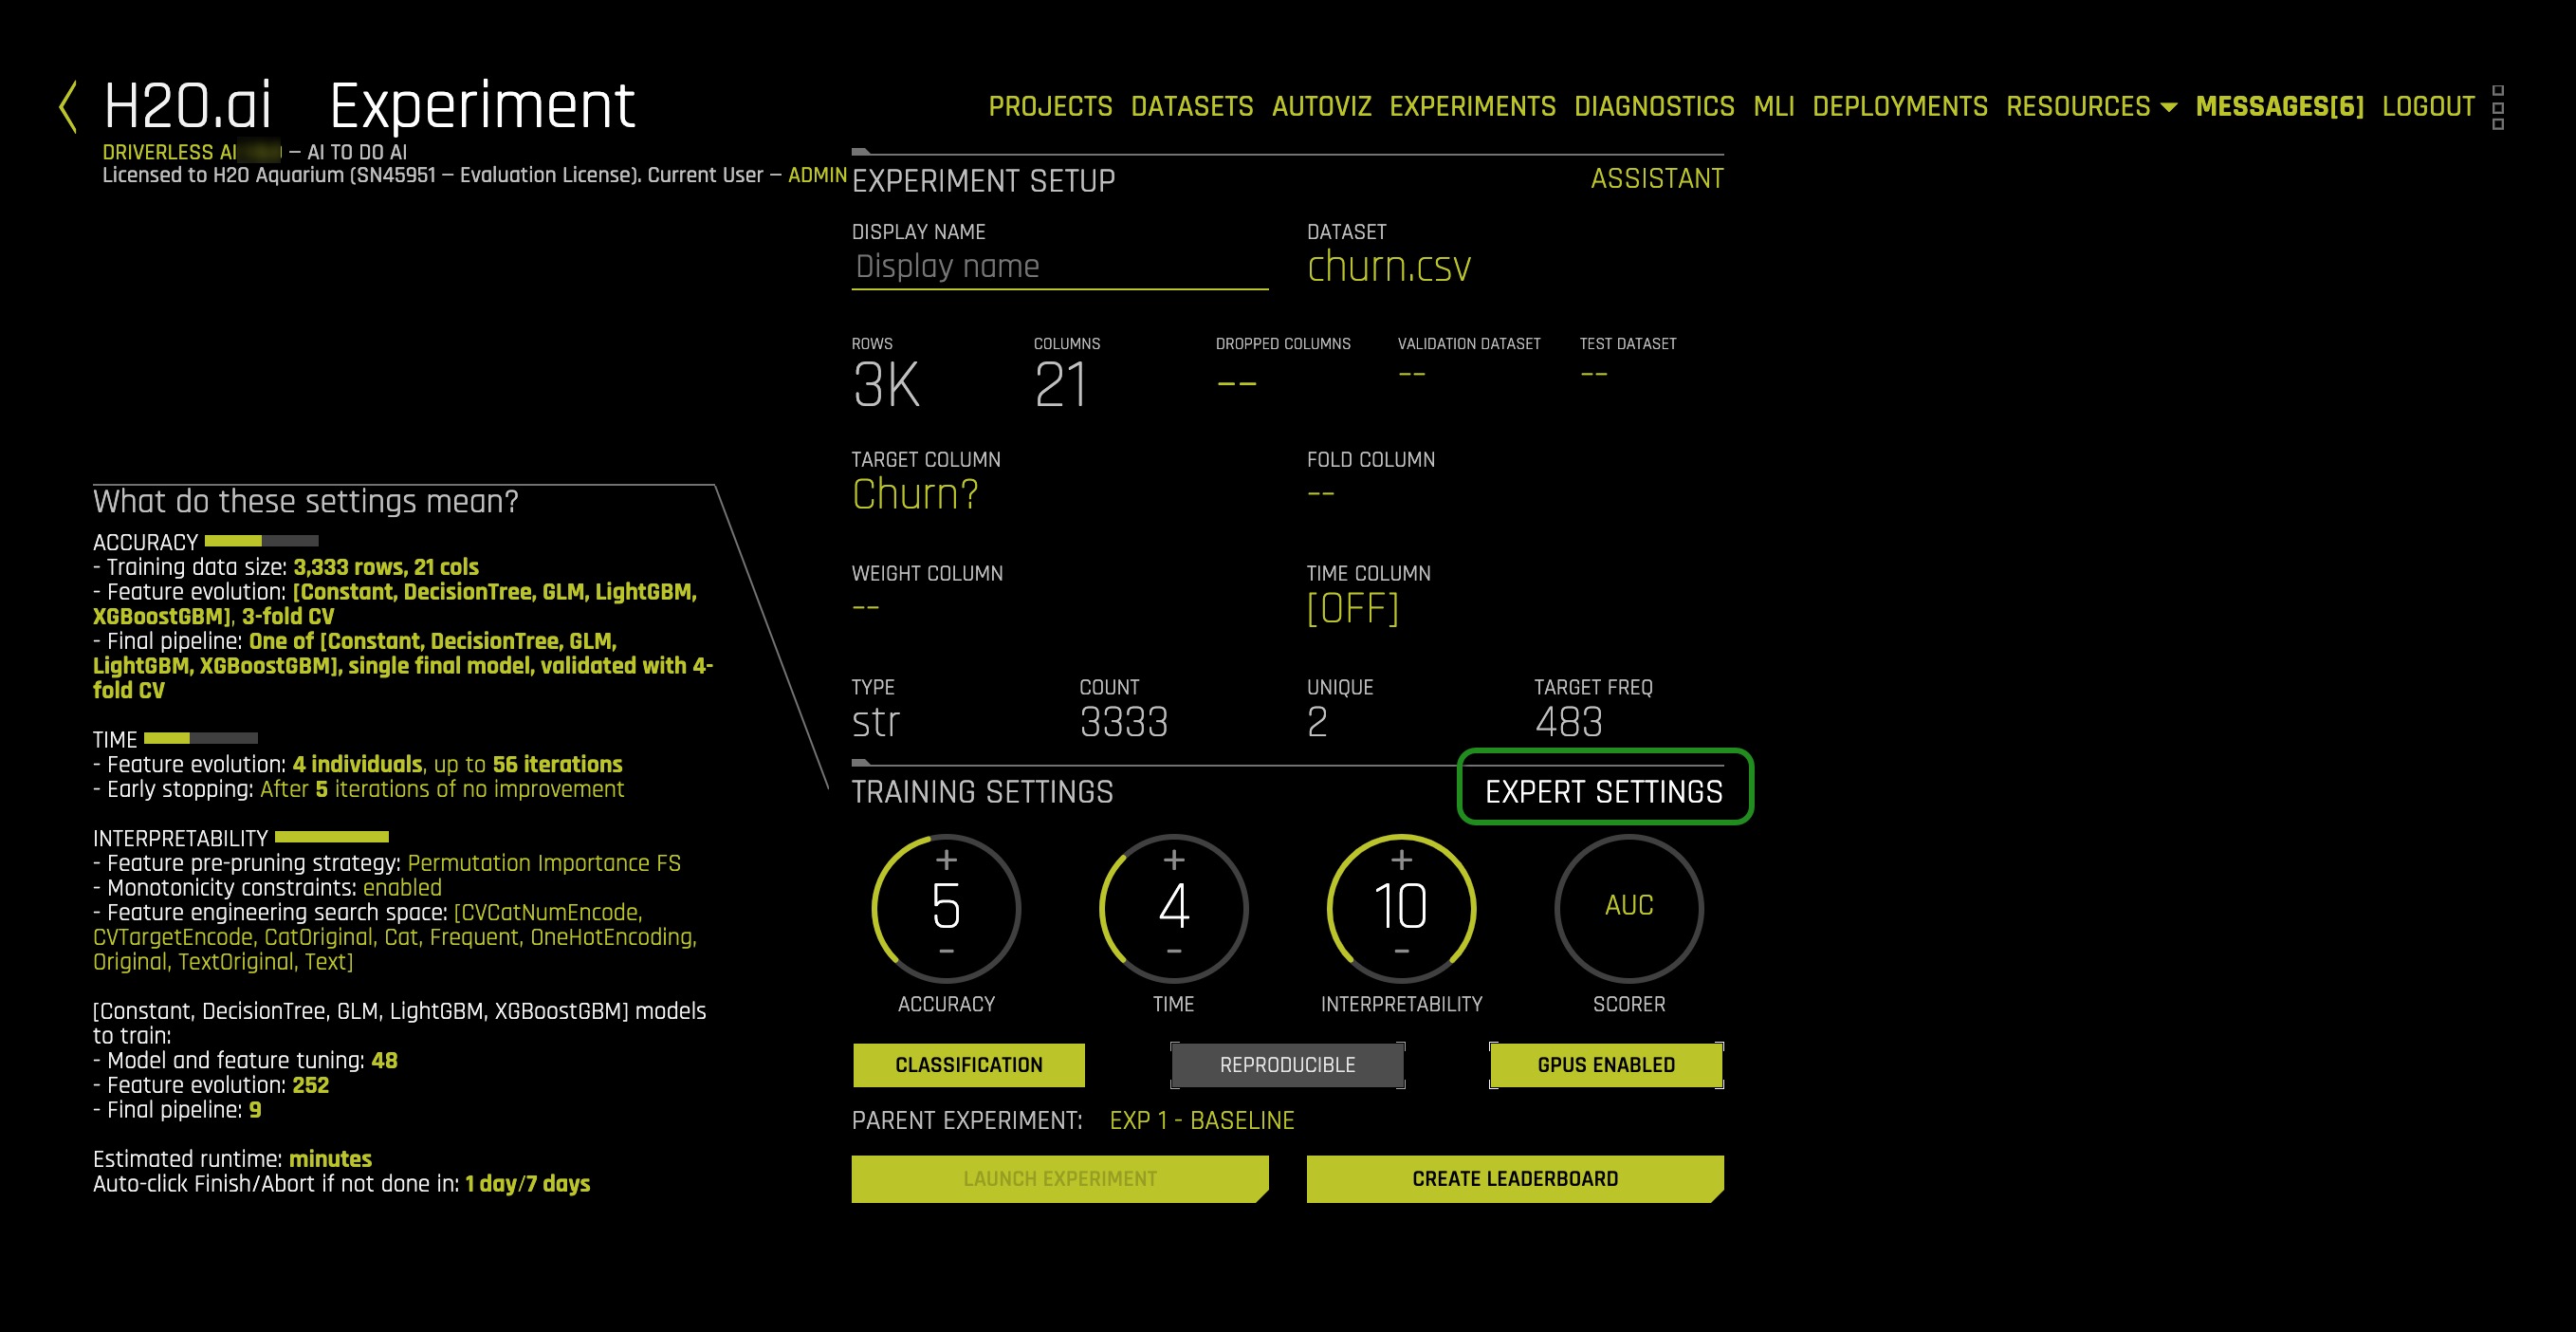 H2O.ai Experiment
PROJECTS DATASETS AUTOVIZ EXPERIMENTS DIAGNOSTICS MLI DEPLOYMENTS RESOURCES MESSAGES[6] LOGOUT
DRIVERLESS AI — AI TO DO AI
Licensed to H2O Aquarium (SN45951 — Evaluation License). Current User — ADMIN
EXPERIMENT SETUP ASSISTANT
DISPLAY NAME DATASET
Display name churn.csv
ROWS COLUMNS DROPPED COLUMNS VALIDATION DATASET TEST DATASET
3K 21 -- -- --
TARGET COLUMN FOLD COLUMN
Churn? --
WEIGHT COLUMN TIME COLUMN
-- [OFF]
TYPE COUNT UNIQUE TARGET FREQ
str 3333 2 483
What do these settings mean?
ACCURACY
- Training data size: 3,333 rows, 21 cols
- Feature evolution: [Constant, DecisionTree, GLM, LightGBM,
XGBoostGBM], 3-fold CV
- Final pipeline: One of [Constant, DecisionTree, GLM,
LightGBM, XGBoostGBM], single final model, validated with 4-
fold CV
TIME
- Feature evolution: 4 individuals, up to 56 iterations
- Early stopping: After 5 iterations of no improvement
INTERPRETABILITY
- Feature pre-pruning strategy: Permutation Importance FS
- Monotonicity constraints: enabled
- Feature engineering search space: [CVCatNumEncode,
CVTargetEncode, CatOriginal, Cat, Frequent, OneHotEncoding,
Original, TextOriginal, Text]
[Constant, DecisionTree, GLM, LightGBM, XGBoostGBM] models
to train:
- Model and feature tuning: 48
- Feature evolution: 252
- Final pipeline: 9
Estimated runtime: minutes
Auto-click Finish/Abort if not done in: 1 day/7 days
TRAINING SETTINGS EXPERT SETTINGS
+ + +
5 4 10 AUC
- - -
ACCURACY TIME INTERPRETABILITY SCORER
CLASSIFICATION REPRODUCIBLE GPUS ENABLED
PARENT EXPERIMENT: EXP 1 - BASELINE
LAUNCH EXPERIMENT CREATE LEADERBOARD